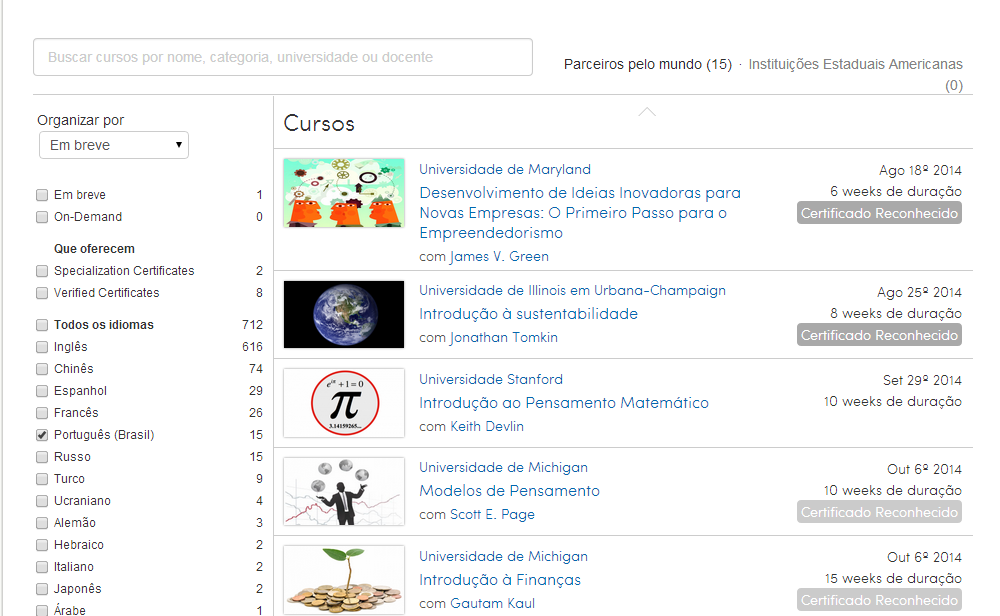 Buscar cursos por nome, categoria, universidade ou docente
Parceiros pelo mundo (15) · Instituições Estaduais Americanas
(0)
Organizar por
Em breve
Em breve 1
On-Demand 0
Que oferecem
Specialization Certificates 2
Verified Certificates 8
Todos os idiomas 712
Inglês 616
Chinês 74
Espanhol 29
Francês 26
Português (Brasil) 15
Russo 15
Turco 9
Ucraniano 4
Alemão 3
Hebraico 2
Italiano 2
Japonês 2
Árabe 1
Cursos
Universidade de Maryland
Desenvolvimento de Ideias Inovadoras para
Novas Empresas: O Primeiro Passo para o
Empreendedorismo
com James V. Green
Ago 18º 2014
6 weeks de duração
Certificado Reconhecido
Universidade de Illinois em Urbana-Champaign
Introdução à sustentabilidade
com Jonathan Tomkin
Ago 25º 2014
8 weeks de duração
Certificado Reconhecido
e^iπ +1=0
π
3.14159265...
Universidade Stanford
Introdução ao Pensamento Matemático
com Keith Devlin
Set 29º 2014
10 weeks de duração
Universidade de Michigan
Modelos de Pensamento
com Scott E. Page
Out 6º 2014
10 weeks de duração
Certificado Reconhecido
Universidade de Michigan
Introdução à Finanças
com Gautam Kaul
Out 6º 2014
15 weeks de duração
Certificado Reconhecido